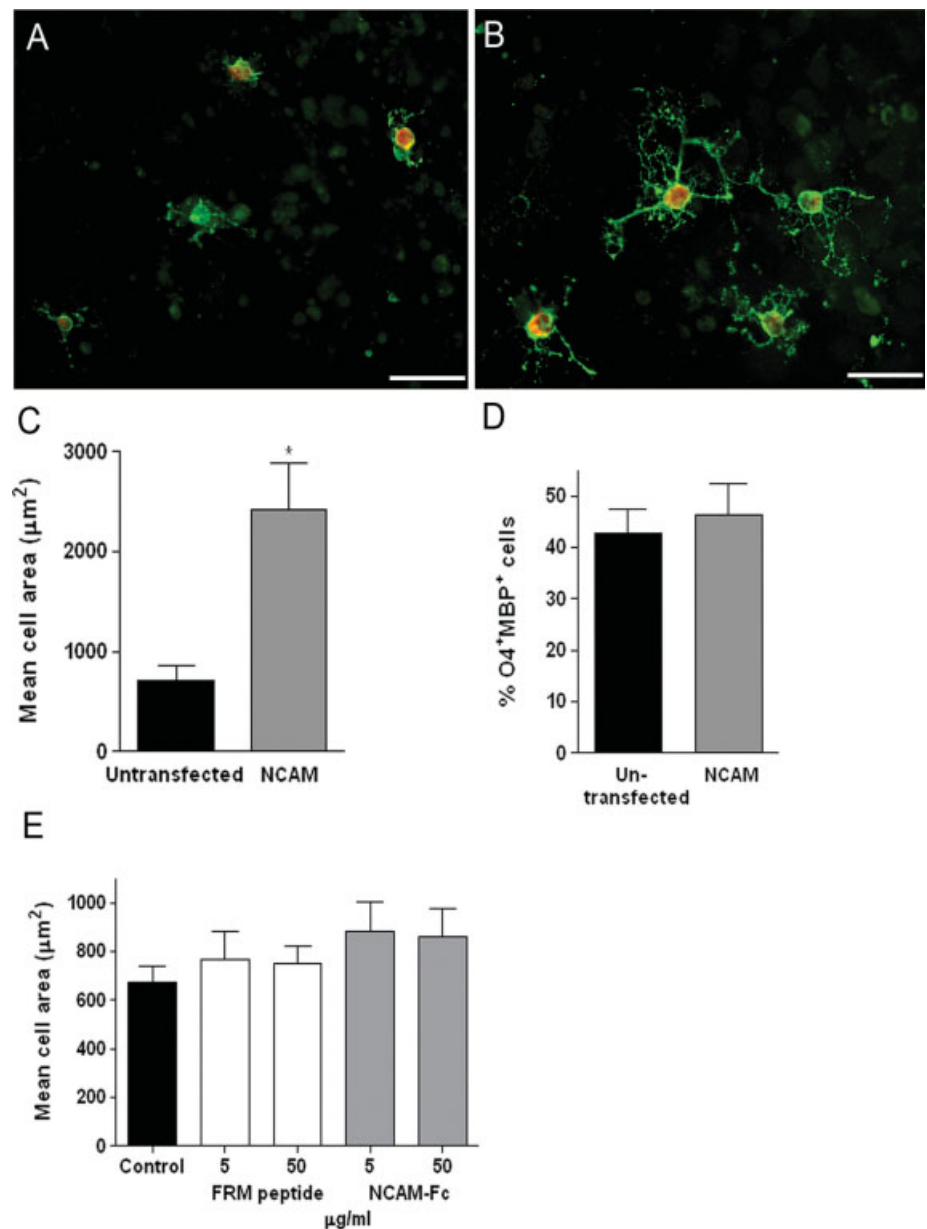 A
B
C
Mean cell area (μm²)
3000
2000
1000
0
*
Untransfected
NCAM
D
% O4⁺MBP⁺ cells
50
40
30
20
10
0
Un-
transfected
NCAM
E
Mean cell area (μm²)
1000
800
600
400
200
0
Control
5
50
5
50
FRM peptide
NCAM-Fc
μg/ml